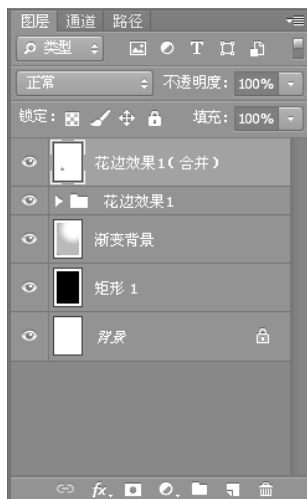 图层 通道 路径
类型 T
正常 不透明度: 100%
锁定: 填充: 100%
花边效果1(合并)
花边效果1
渐变背景
矩形 1
背景
fx